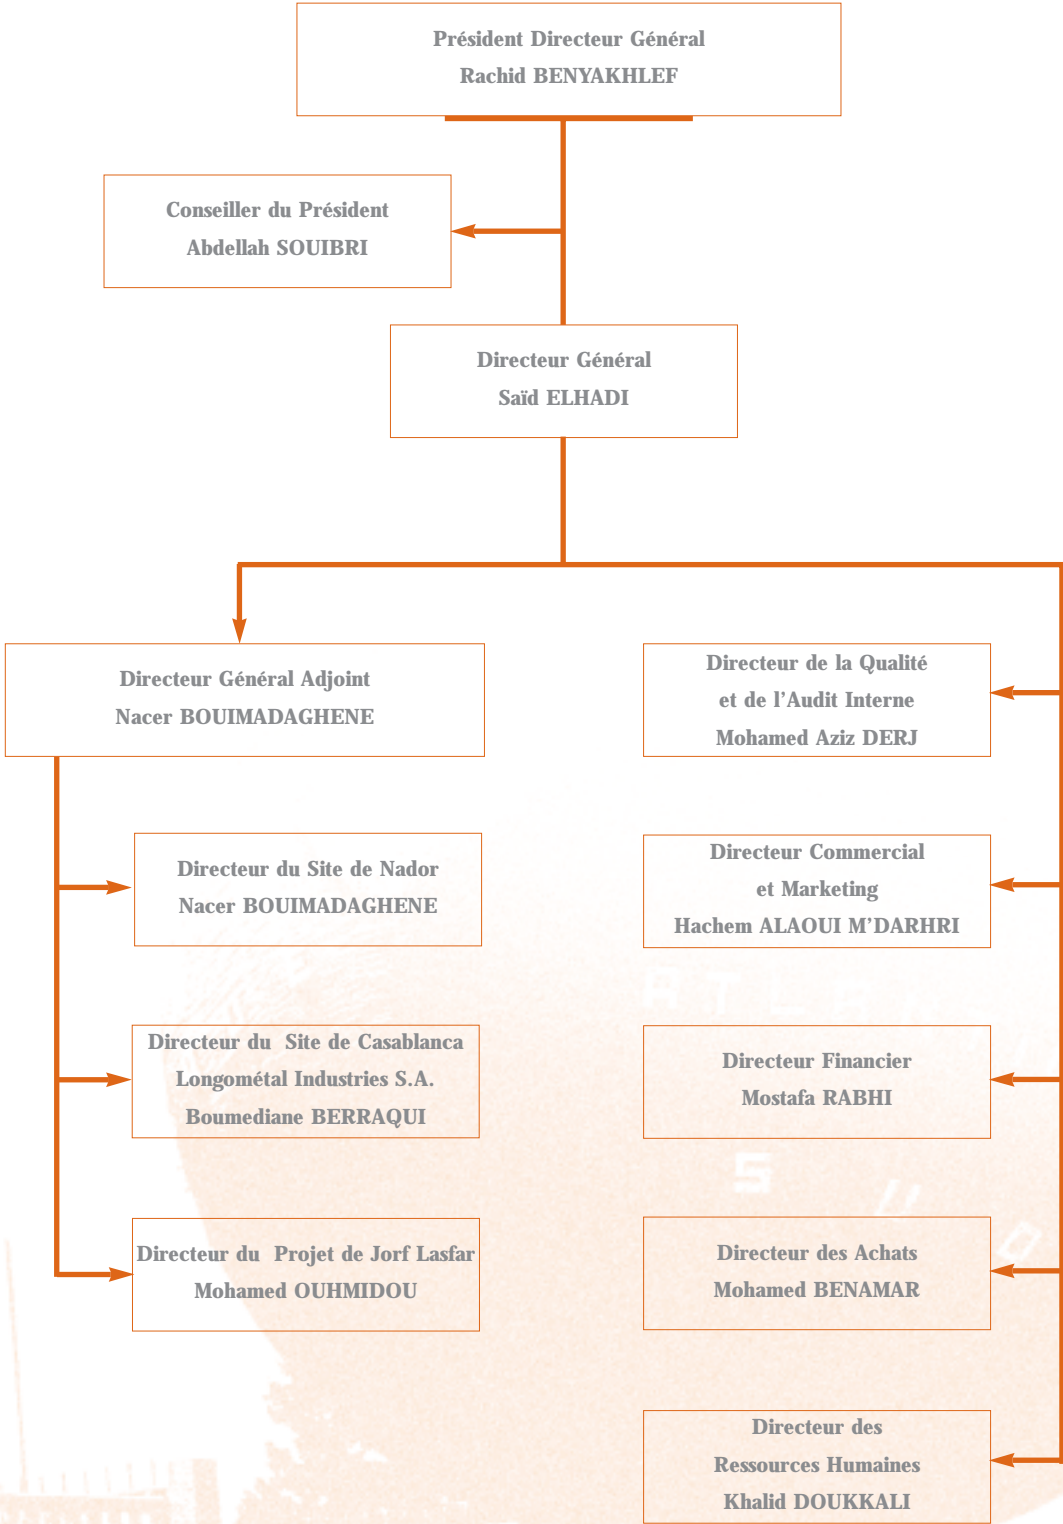 Président Directeur Général
Rachid BENYAKHLEF
Conseiller du Président
Abdellah SOUIBRI
Directeur Général
Saïd ELHADI
Directeur Général Adjoint
Nacer BOUIMADAGHENE
Directeur du Site de Nador
Nacer BOUIMADAGHENE
Directeur du Site de Casablanca
Longométal Industries S.A.
Boumediane BERRAQUI
Directeur du Projet de Jorf Lasfar
Mohamed OUHMIDOU
Directeur de la Qualité
et de l'Audit Interne
Mohamed Aziz DERJ
Directeur Commercial
et Marketing
Hachem ALAOUI M'DARHRI
Directeur Financier
Mostafa RABHI
Directeur des Achats
Mohamed BENAMAR
Directeur des
Ressources Humaines
Khalid DOUKKALI